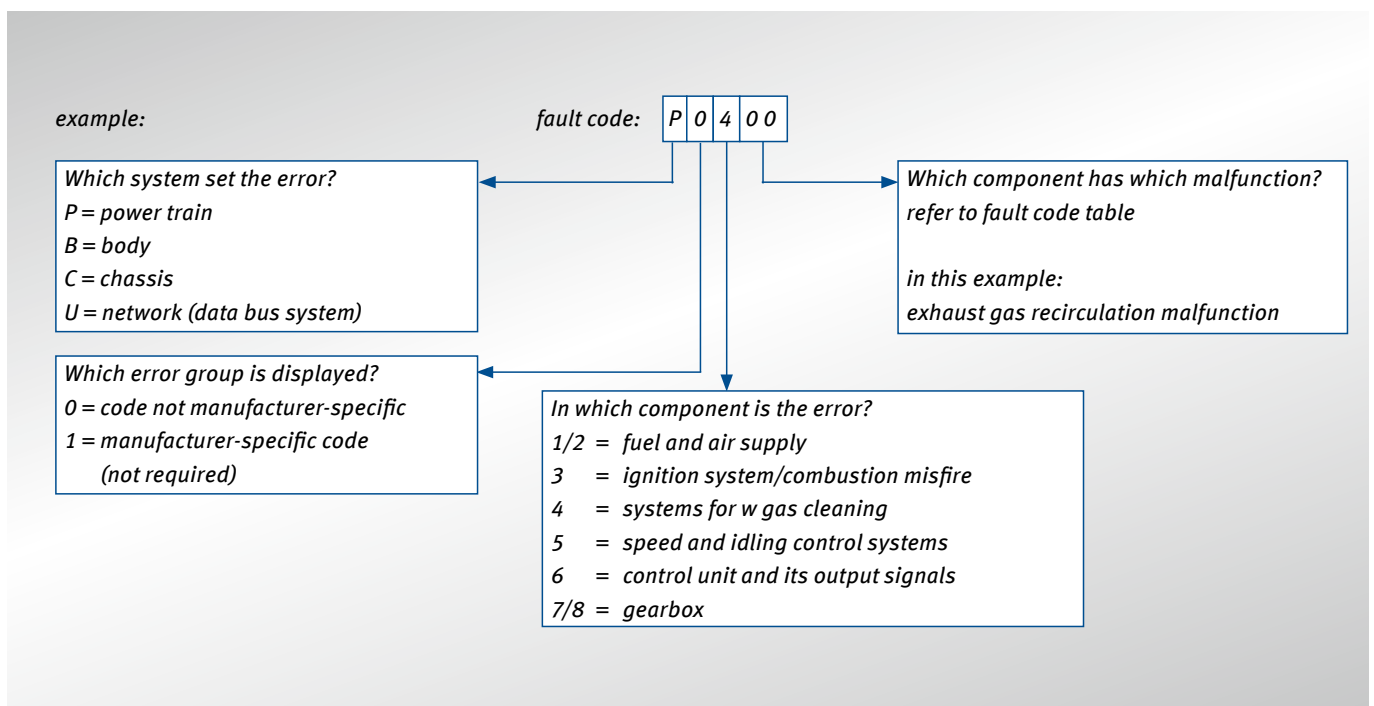 example:
fault code: P 0 4 0 0
Which system set the error?
P = power train
B = body
C = chassis
U = network (data bus system)
Which component has which malfunction?
refer to fault code table
in this example:
exhaust gas recirculation malfunction
Which error group is displayed?
0 = code not manufacturer-specific
1 = manufacturer-specific code
(not required)
In which component is the error?
1/2 = fuel and air supply
3 = ignition system/combustion misfire
4 = systems for w gas cleaning
5 = speed and idling control systems
6 = control unit and its output signals
7/8 = gearbox